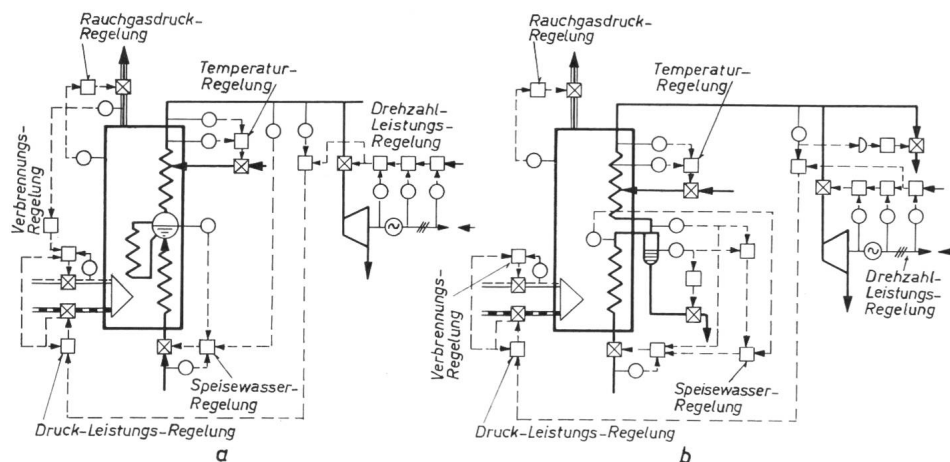 Rauchgasdruck-
Regelung
Temperatur-
Regelung
Drehzahl-
Leistungs-
Regelung
Verbrennungs-
Regelung
Speisewasser-
Regelung
Druck-Leistungs-Regelung
a
Rauchgasdruck-
Regelung
Temperatur-
Regelung
Drehzahl-
Leistungs-
Regelung
Verbrennungs-
Regelung
Speisewasser-
Regelung
Druck-Leistungs-Regelung
b